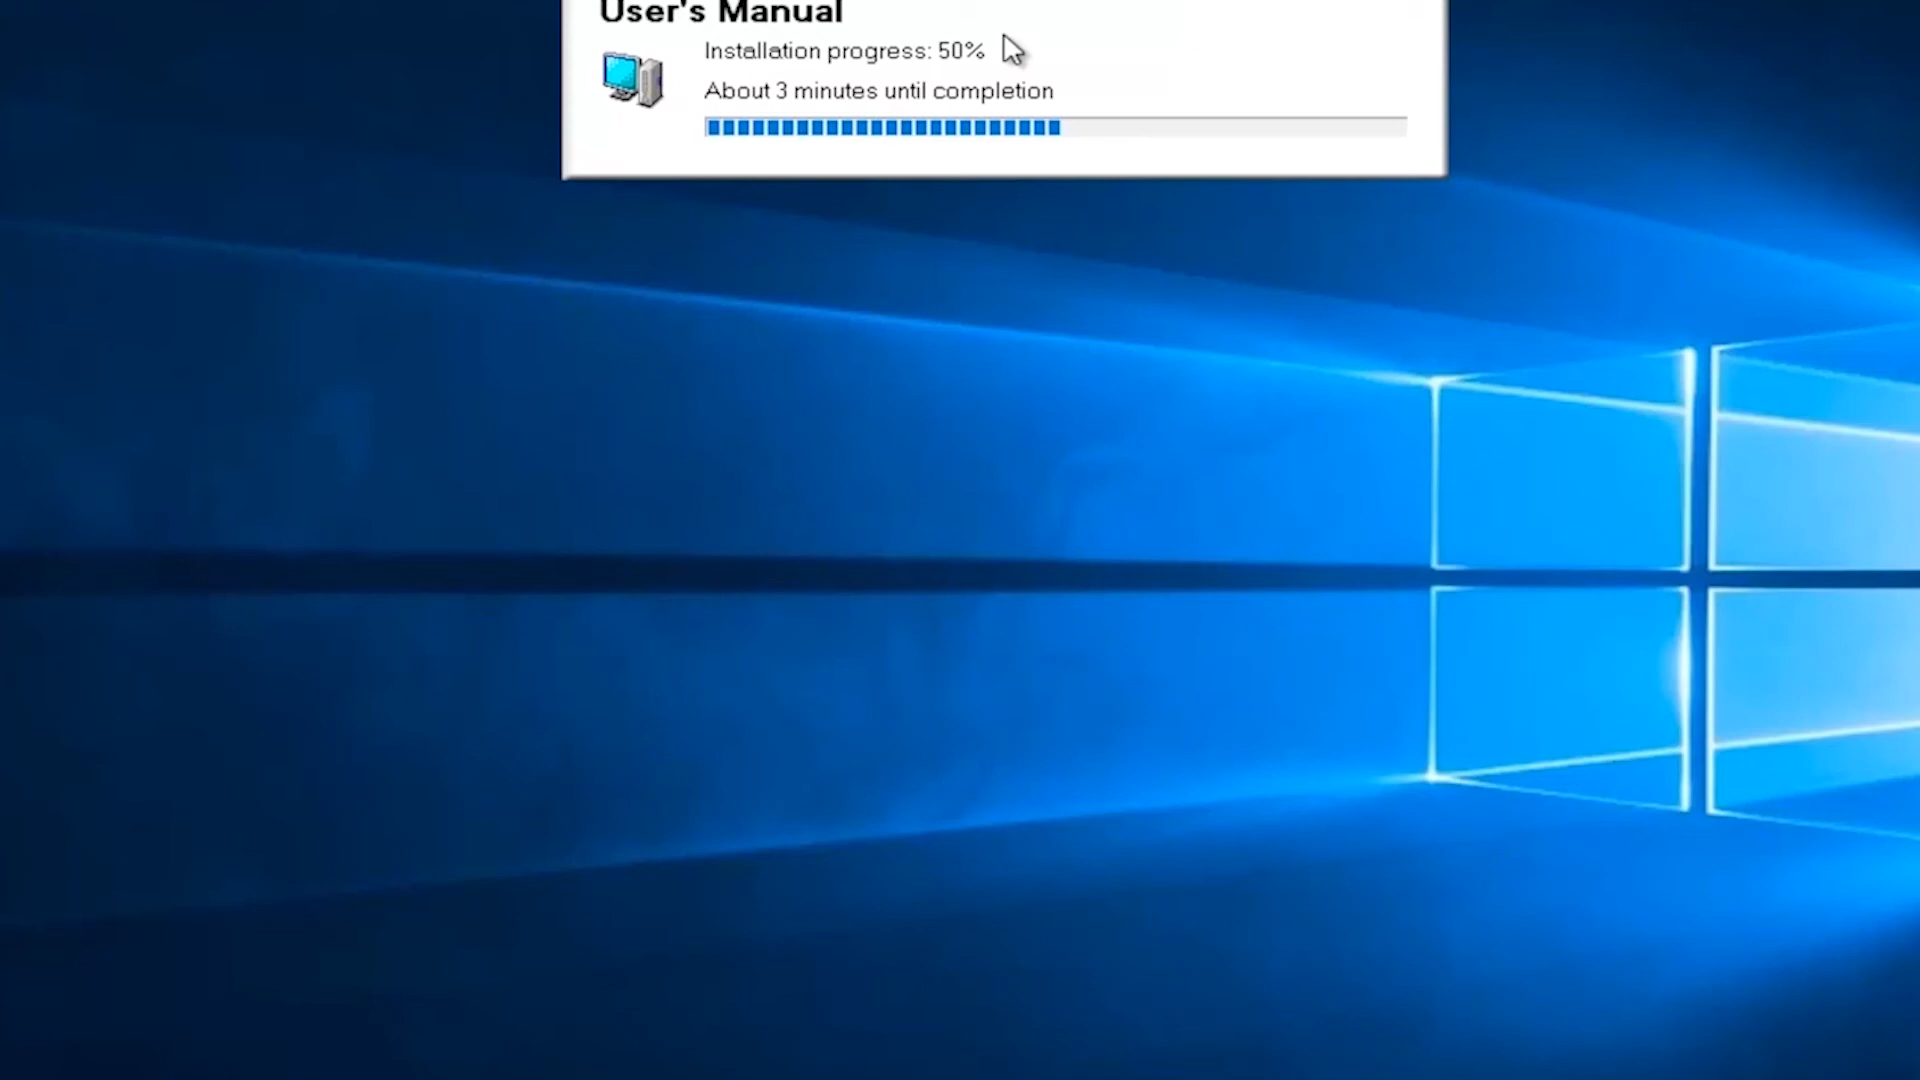 User's Manual
Installation progress: 50%
About 3 minutes until completion